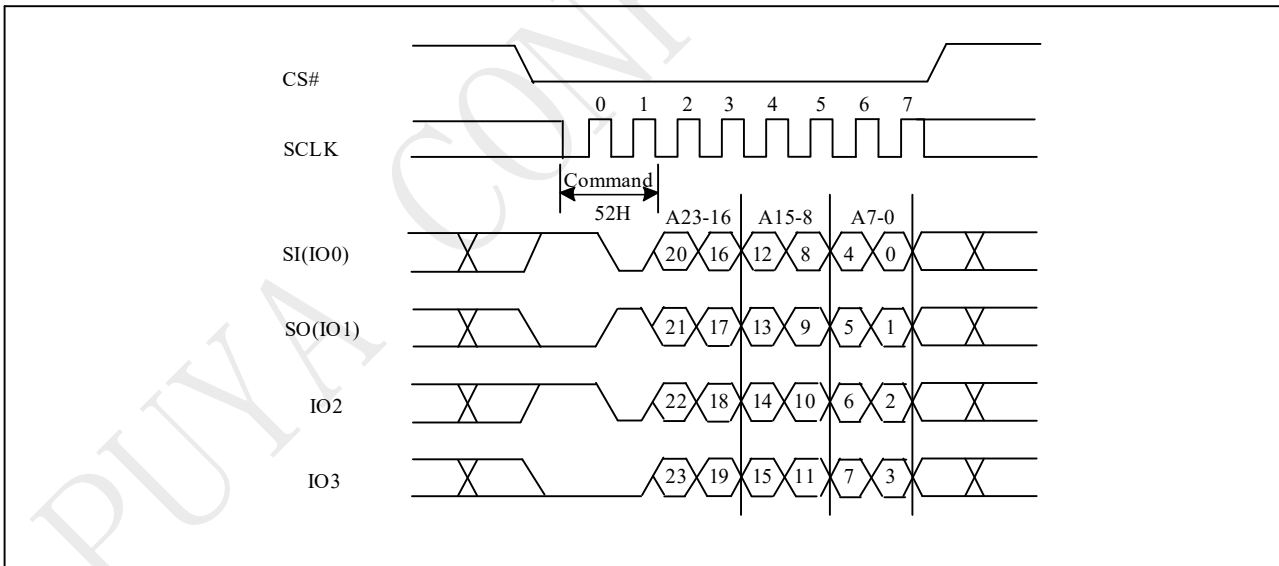 PUYA CONF
CS#
0 1 2 3 4 5 6 7
SCLK
Command
52H
A23-16 A15-8 A7-0
SI(IO0) 20 16 12 8 4 0
SO(IO1) 21 17 13 9 5 1
IO2 22 18 14 10 6 2
IO3 23 19 15 11 7 3